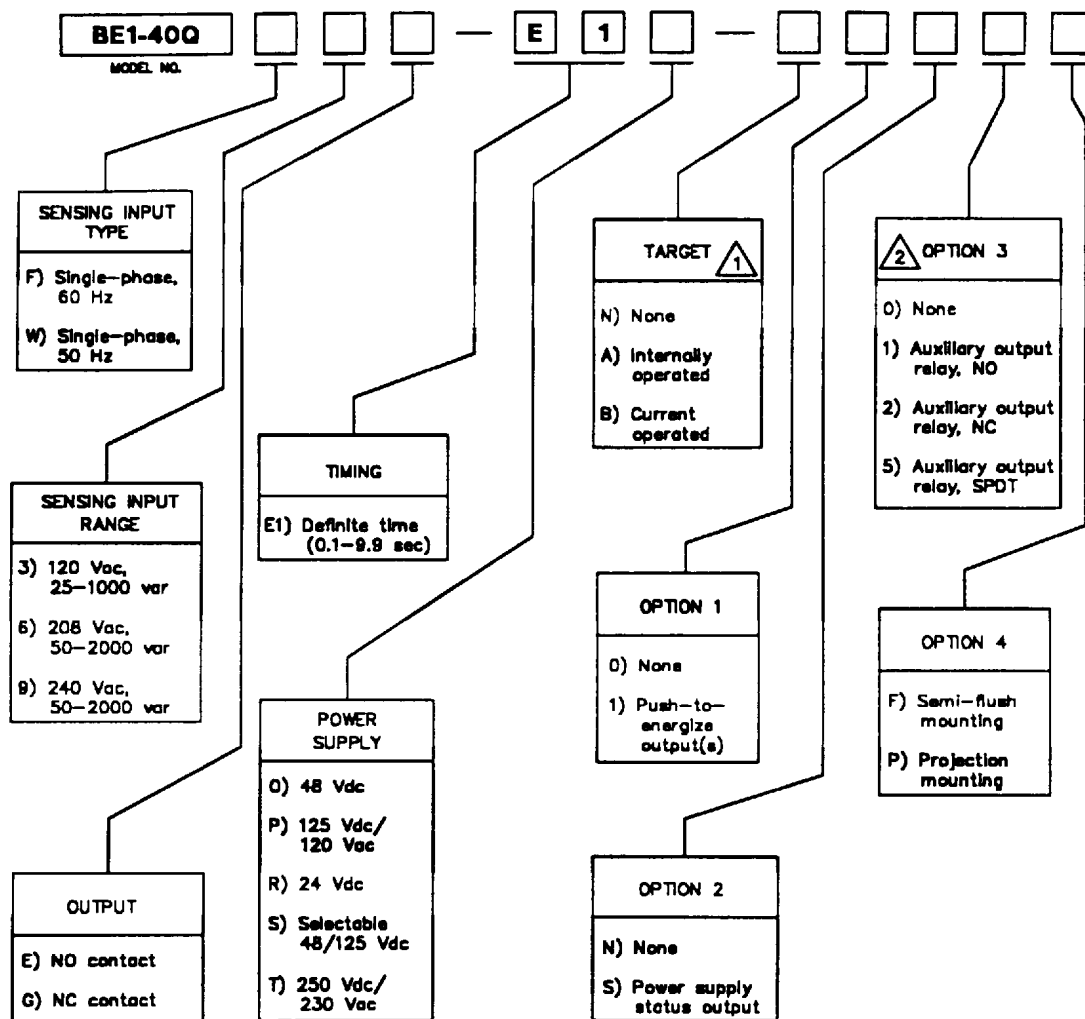 BE1-40Q — E 1 —
MODEL NO.
SENSING INPUT
TYPE
F) Single-phase,
60 Hz
W) Single-phase,
50 Hz
SENSING INPUT
RANGE
3) 120 Vac,
25-1000 var
6) 208 Vac,
50-2000 var
9) 240 Vac,
50-2000 var
OUTPUT
E) NO contact
G) NC contact
TIMING
E1) Definite time
(0.1-9.9 sec)
POWER
SUPPLY
O) 48 Vdc
P) 125 Vdc/
120 Vac
R) 24 Vdc
S) Selectable
48/125 Vdc
T) 250 Vdc/
230 Vac
TARGET 1
N) None
A) Internally
operated
B) Current
operated
OPTION 1
0) None
1) Push-to-
energize
output(s)
OPTION 2
N) None
S) Power supply
status output
2 OPTION 3
0) None
1) Auxiliary output
relay, NO
2) Auxiliary output
relay, NC
5) Auxiliary output
relay, SPDT
OPTION 4
F) Semi-flush
mounting
P) Projection
mounting